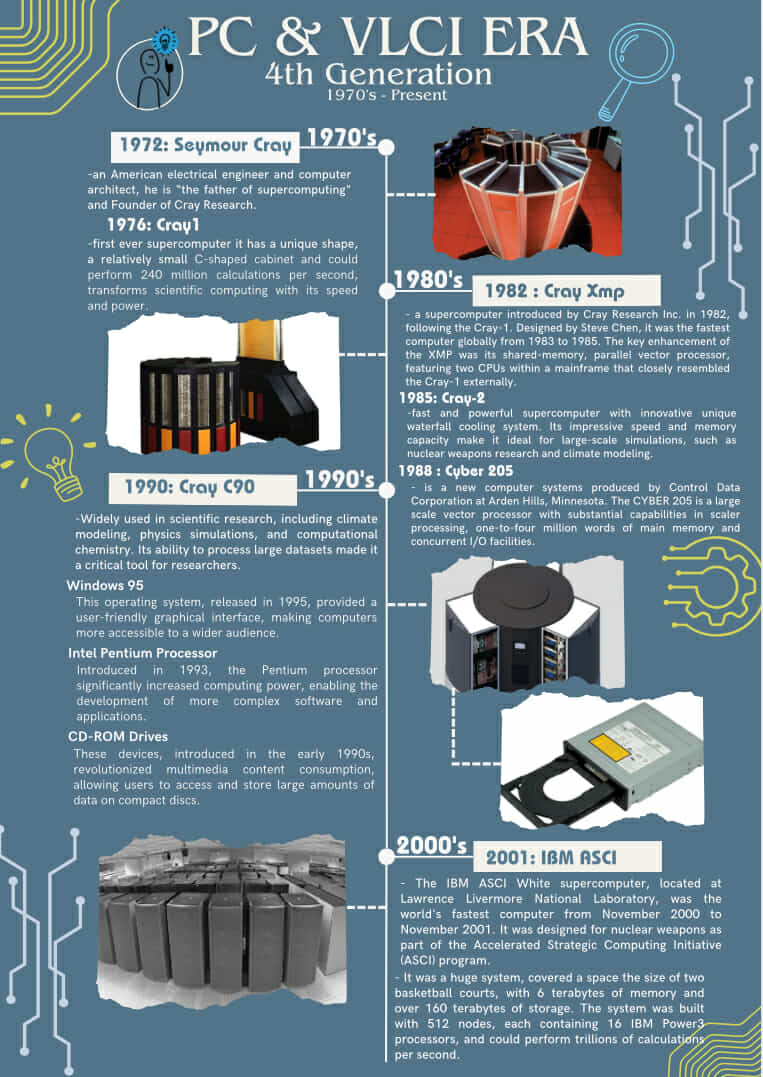 PC & VLCI ERA
4th Generation
1970's - Present
1970's
1972: Seymour Cray
-an American electrical engineer and computer
architect, he is “the father of supercomputing”
and Founder of Cray Research.
1976: Cray1
-first ever supercomputer it has a unique shape,
a relatively small C-shaped cabinet and could
perform 240 million calculations per second,
transforms scientific computing with its speed
and power.
1980's
1982 : Cray Xmp
- a supercomputer introduced by Cray Research Inc. in 1982,
following the Cray-1. Designed by Steve Chen, it was the fastest
computer globally from 1983 to 1985. The key enhancement of
the XMP was its shared-memory, parallel vector processor,
featuring two CPUs within a mainframe that closely resembled
the Cray-1 externally.
1985: Cray-2
-fast and powerful supercomputer with innovative unique
waterfall cooling system. Its impressive speed and memory
capacity make it ideal for large-scale simulations, such as
nuclear weapons research and climate modeling.
1988 : Cyber 205
- is a new computer systems produced by Control Data
Corporation at Arden Hills, Minnesota. The CYBER 205 is a large
scale vector processor with substantial capabilities in scaler
processing, one-to-four million words of main memory and
concurrent I/O facilities.
1990's
1990: Cray C90
-Widely used in scientific research, including climate
modeling, physics simulations, and computational
chemistry. Its ability to process large datasets made it
a critical tool for researchers.
Windows 95
This operating system, released in 1995, provided a
user-friendly graphical interface, making computers
more accessible to a wider audience.
Intel Pentium Processor
Introduced in 1993, the Pentium processor
significantly increased computing power, enabling the
development of more complex software and
applications.
CD-ROM Drives
These devices, introduced in the early 1990s,
revolutionized multimedia content consumption,
allowing users to access and store large amounts of
data on compact discs.
2000's
2001: IBM ASCI
- The IBM ASCI White supercomputer, located at
Lawrence Livermore National Laboratory, was the
world's fastest computer from November 2000 to
November 2001. It was designed for nuclear weapons as
part of the Accelerated Strategic Computing Initiative
(ASCI) program.
- It was a huge system, covered a space the size of two
basketball courts, with 6 terabytes of memory and
over 160 terabytes of storage. The system was built
with 512 nodes, each containing 16 IBM Power3
processors, and could perform trillions of calculations
per second.